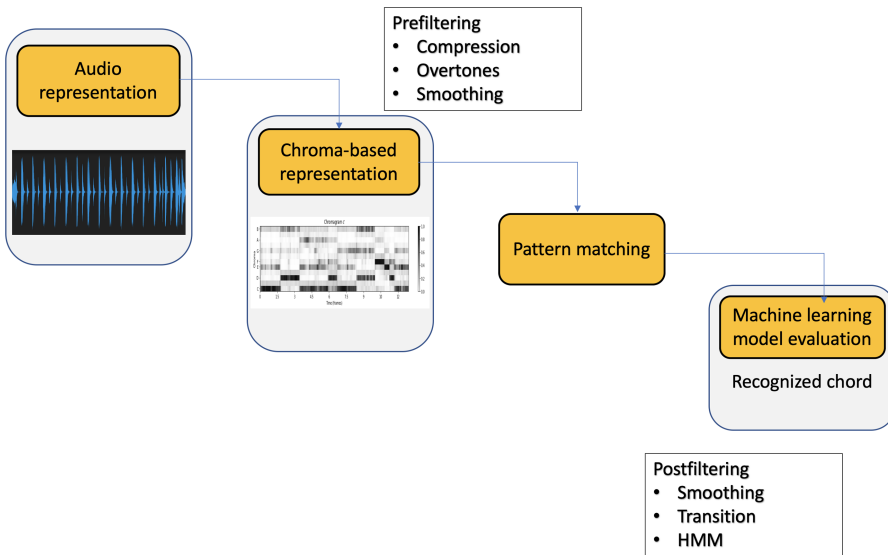 Prefiltering
• Compression
• Overtones
• Smoothing
Audio
representation
Chroma-based
representation
Pattern matching
Machine learning
model evaluation
Recognized chord
Postfiltering
• Smoothing
• Transition
• HMM